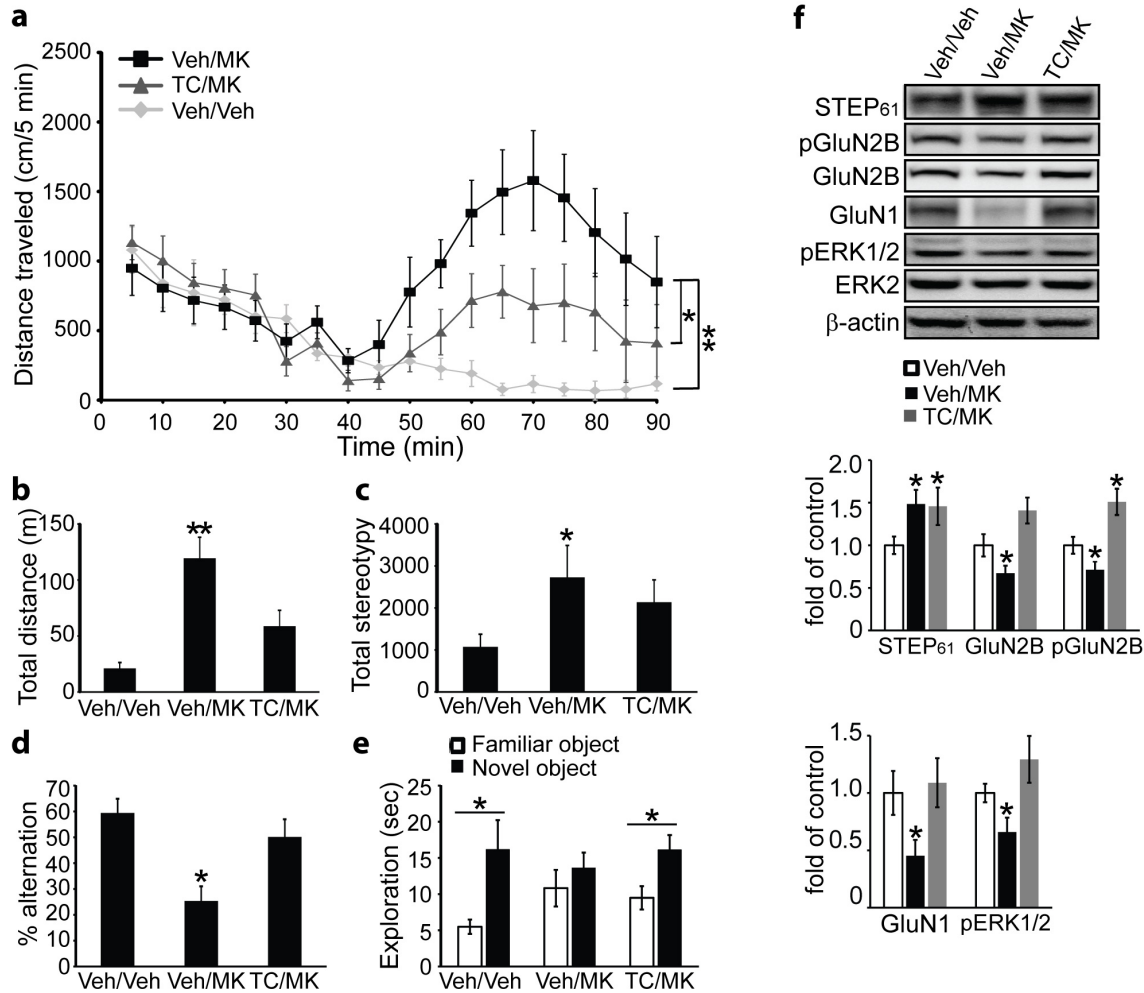 a
Veh/MK
TC/MK
Veh/Veh
Distance traveled (cm/5 min)
2500
2000
1500
1000
500
0
0 10 20 30 40 50 60 70 80 90
Time (min)
*
**
b
Total distance (m)
150
100
50
0
**
Veh/Veh Veh/MK TC/MK
c
Total stereotypy
4000
3000
2000
1000
0
*
Veh/Veh Veh/MK TC/MK
d
% alternation
70
60
50
40
30
20
10
0
*
Veh/Veh Veh/MK TC/MK
e
Familiar object
Novel object
Exploration (sec)
25
20
15
10
5
0
* *
Veh/Veh Veh/MK TC/MK
f
Veh/Veh Veh/MK TC/MK
STEP61
pGluN2B
GluN2B
GluN1
pERK1/2
ERK2
β-actin
Veh/Veh
Veh/MK
TC/MK
fold of control
2.0
1.5
1.0
0.5
0
* * * * *
STEP61 GluN2B pGluN2B
fold of control
1.5
1.0
0.5
0
* *
GluN1 pERK1/2